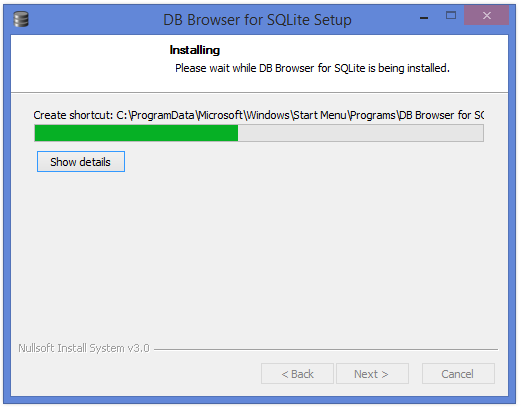 DB Browser for SQLite Setup
Installing
Please wait while DB Browser for SQLite is being installed.
Create shortcut: C:\ProgramData\Microsoft\Windows\Start Menu\Programs\DB Browser for SQ
Show details
Nullsoft Install System v3.0
< Back Next > Cancel